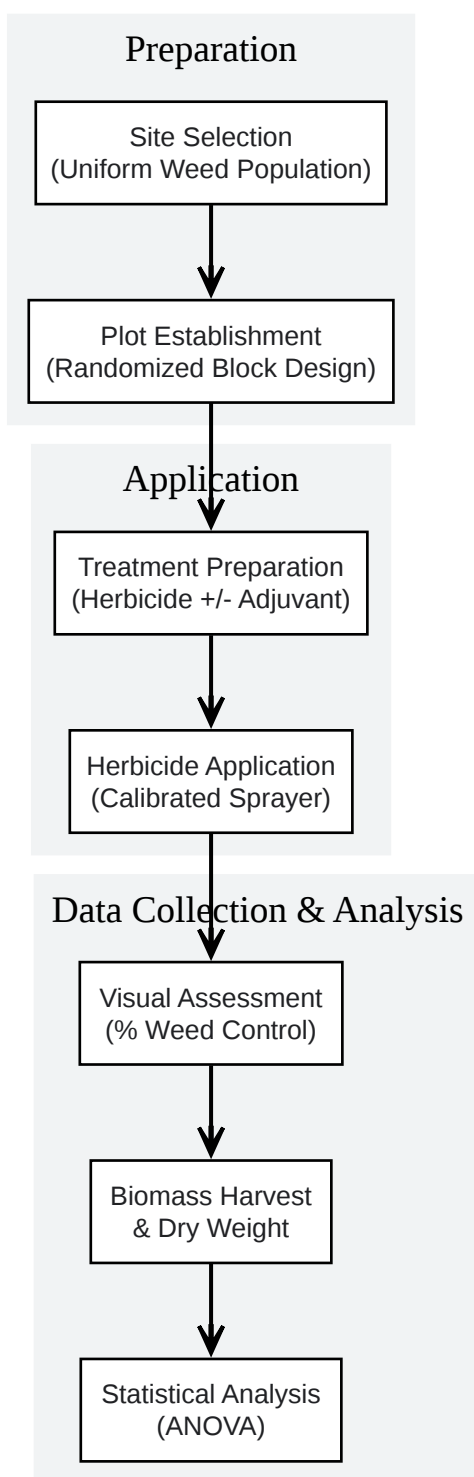 Preparation
Site Selection
(Uniform Weed Population)
Plot Establishment
(Randomized Block Design)
Application
Treatment Preparation
(Herbicide +/- Adjuvant)
Herbicide Application
(Calibrated Sprayer)
Data Collection & Analysis
Visual Assessment
(% Weed Control)
Biomass Harvest
& Dry Weight
Statistical Analysis
(ANOVA)